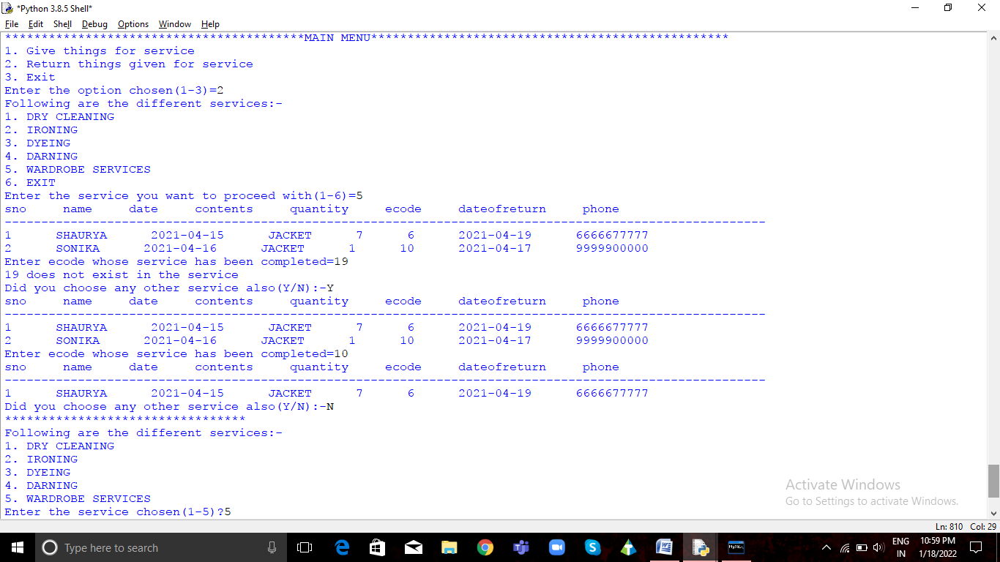 *Python 3.8.5 Shell*
File Edit Shell Debug Options Window Help
*****************************************MAIN MENU*************************************************
1. Give things for service
2. Return things given for service
3. Exit
Enter the option chosen(1-3)=2
Following are the different services:-
1. DRY CLEANING
2. IRONING
3. DYEING
4. DARNING
5. WARDROBE SERVICES
6. EXIT
Enter the service you want to proceed with(1-6)=5
sno     name     date     contents     quantity     ecode     dateofreturn     phone
--------------------------------------------------------------------------------------------------------
1      SHAURYA      2021-04-15      JACKET      7      6      2021-04-19      6666677777
2      SONIKA      2021-04-16      JACKET      1      10      2021-04-17      9999900000
Enter ecode whose service has been completed=19
19 does not exist in the service
Did you choose any other service also(Y/N):-Y
sno     name     date     contents     quantity     ecode     dateofreturn     phone
--------------------------------------------------------------------------------------------------------
1      SHAURYA      2021-04-15      JACKET      7      6      2021-04-19      6666677777
2      SONIKA      2021-04-16      JACKET      1      10      2021-04-17      9999900000
Enter ecode whose service has been completed=10
sno     name     date     contents     quantity     ecode     dateofreturn     phone
--------------------------------------------------------------------------------------------------------
1      SHAURYA      2021-04-15      JACKET      7      6      2021-04-19      6666677777
Did you choose any other service also(Y/N):-N
*********************************
Following are the different services:-
1. DRY CLEANING
2. IRONING
3. DYEING
4. DARNING
5. WARDROBE SERVICES
Enter the service chosen(1-5)?5
Activate Windows
Go to Settings to activate Windows.
Ln: 810 Col: 29
Type here to search
MySQL
ENG
IN
10:59 PM
1/18/2022